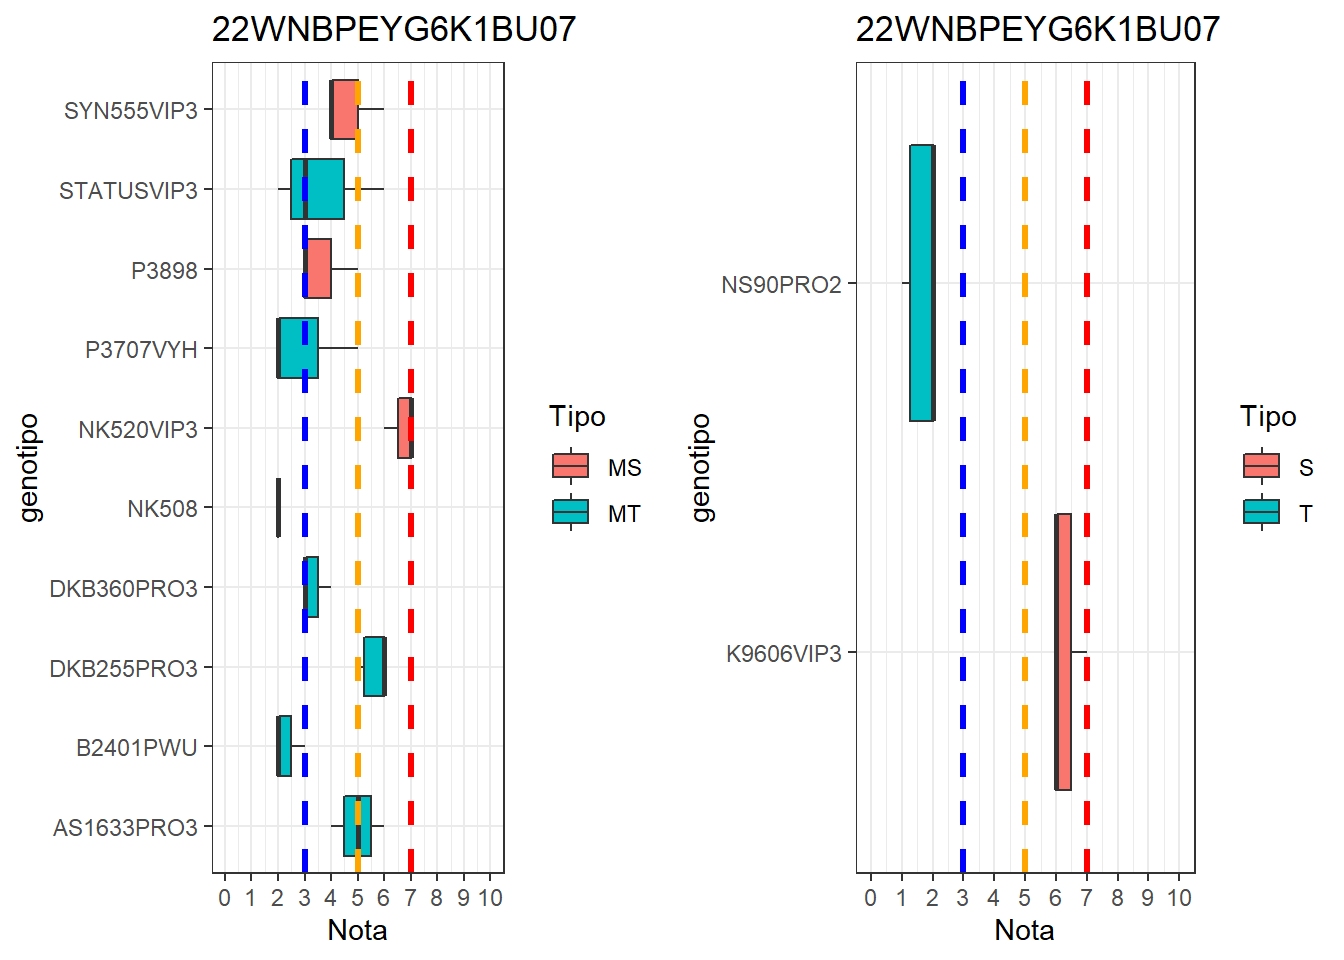 22WNBPEYG6K1BU07
SYN555VIP3
STATUSVIP3
P3898
P3707VYH
NK520VIP3
NK508
DKB360PRO3
DKB255PRO3
B2401PWU
AS1633PRO3
genotipo
0 1 2 3 4 5 6 7 8 9 10
Nota
Tipo
MS
MT
22WNBPEYG6K1BU07
NS90PRO2
K9606VIP3
genotipo
0 1 2 3 4 5 6 7 8 9 10
Nota
Tipo
S
T